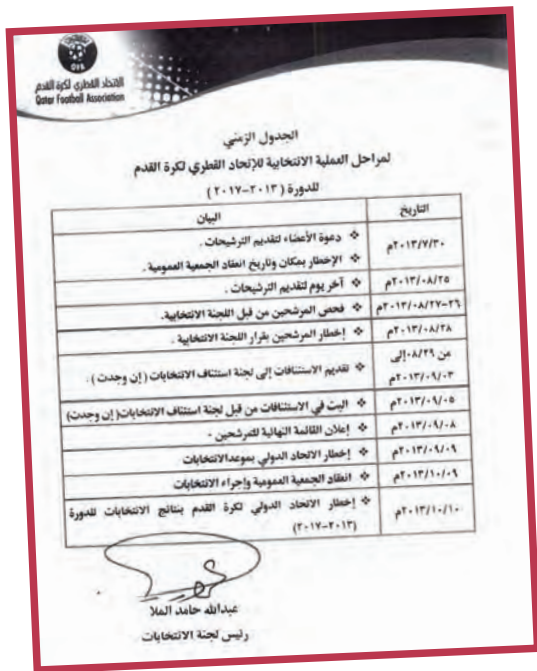 الاتحاد القطري لكرة القدم
Qatar Football Association
الجدول الزمني
لمراحل العملية الانتخابية للإتحاد القطري لكرة القدم
للدورة ( ٢٠١٣-٢٠١٧ )
التاريخ البيان
٢٠١٣/٧/٣٠م ❖ دعوة الأعضاء لتقديم الترشيحات .
❖ الإخطار بمكان وتاريخ انعقاد الجمعية العمومية .
٢٠١٣/٠٨/٢٥م ❖ آخر يوم لتقديم الترشيحات .
٢٦-٢٠١٣/٠٨/٢٧م ❖ فحص المرشحين من قبل اللجنة الانتخابية.
٢٠١٣/٠٨/٢٨م ❖ إخطار المرشحين بقرار اللجنة الانتخابية .
من ٠٨/٢٩إلى
٢٠١٣/٠٩/٠٣م ❖ تقديم الاستئنافات إلى لجنة استئناف الانتخابات ( إن وجدت ) .
٢٠١٣/٠٩/٠٥م ❖ البت في الاستئنافات من قبل لجنة استئناف الانتخابات( إن وجدت)
٢٠١٣/٠٩/٠٨م ❖ إعلان القائمة النهائية للمرشحين .
٢٠١٣/٠٩/٠٩م ❖ إخطار الاتحاد الدولي بموعدالانتخابات
٢٠١٣/١٠/٠٩م ❖ انعقاد الجمعية العمومية وإجراء الانتخابات
٢٠١٣/١٠/١٠م ❖ إخطار الاتحاد الدولي لكرة القدم بنتائج الانتخابات للدورة
(٢٠١٣-٢٠١٧)
عبدالله حامد الملا
رئيس لجنة الانتخابات